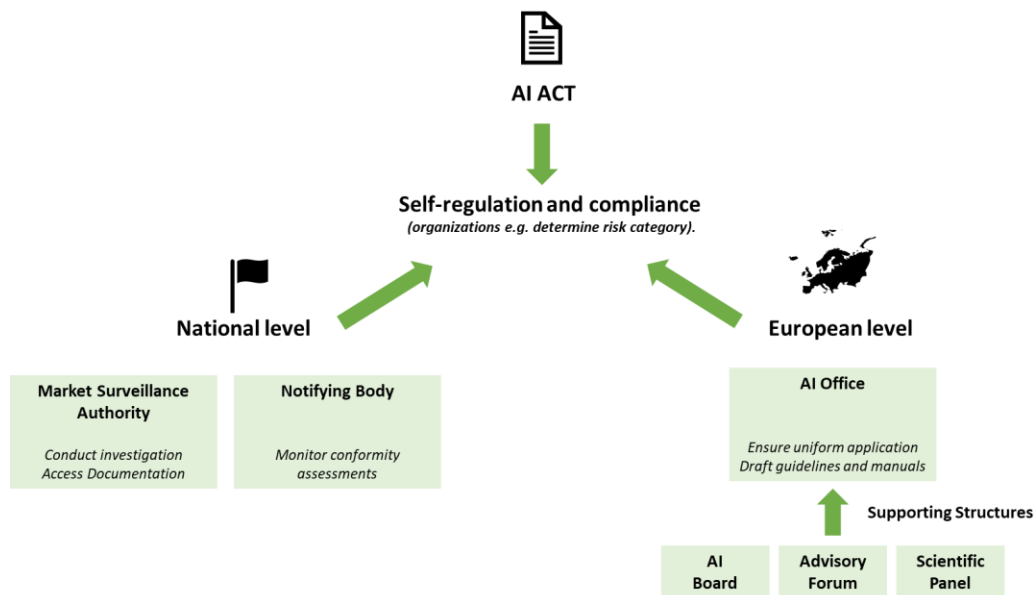 AI ACT
Self-regulation and compliance
(organizations e.g. determine risk category).
National level
European level
Market Surveillance
Authority
Conduct investigation
Access Documentation
Notifying Body
Monitor conformity
assessments
AI Office
Ensure uniform application
Draft guidelines and manuals
Supporting Structures
AI
Board
Advisory
Forum
Scientific
Panel